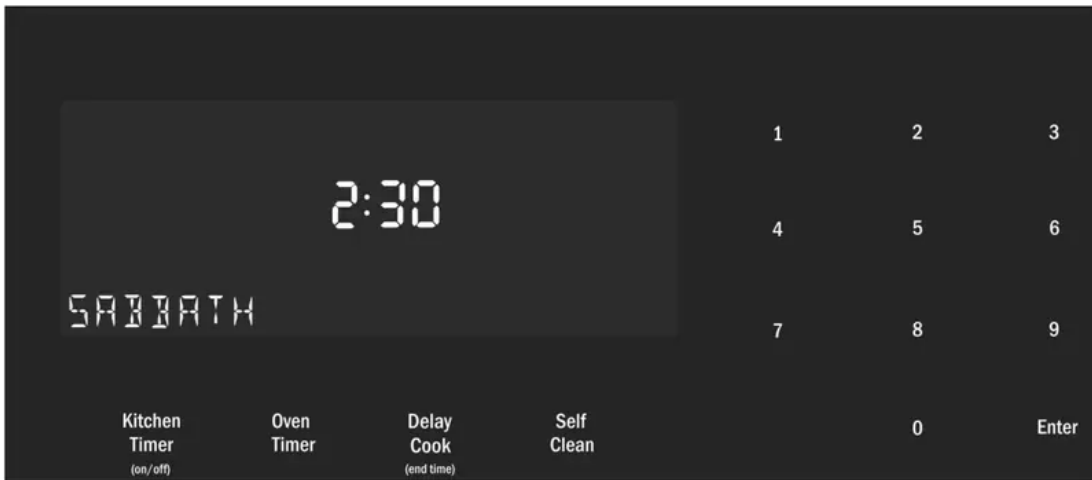 1 2 3
2:30
4 5 6
SABBATH
7 8 9
Kitchen Timer (on/off)
Oven Timer
Delay Cook (end time)
Self Clean
0 Enter